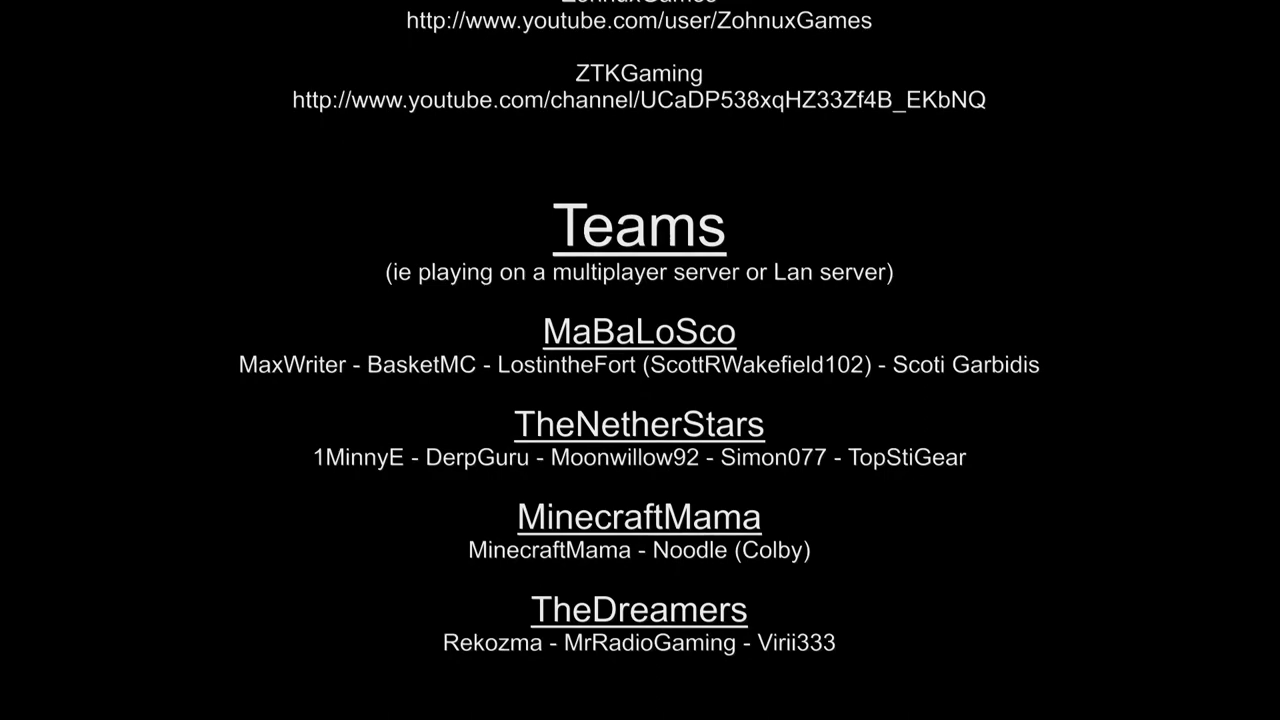 ZohnuxGames
http://www.youtube.com/user/ZohnuxGames
ZTKGaming
http://www.youtube.com/channel/UCaDP538xqHZ33Zf4B_EKbNQ
Teams
(ie playing on a multiplayer server or Lan server)
MaBaLoSco
MaxWriter - BasketMC - LostintheFort (ScottRWakefield102) - Scoti Garbidis
TheNetherStars
1MinnyE - DerpGuru - Moonwillow92 - Simon077 - TopStiGear
MinecraftMama
MinecraftMama - Noodle (Colby)
TheDreamers
Rekozma - MrRadioGaming - Virii333